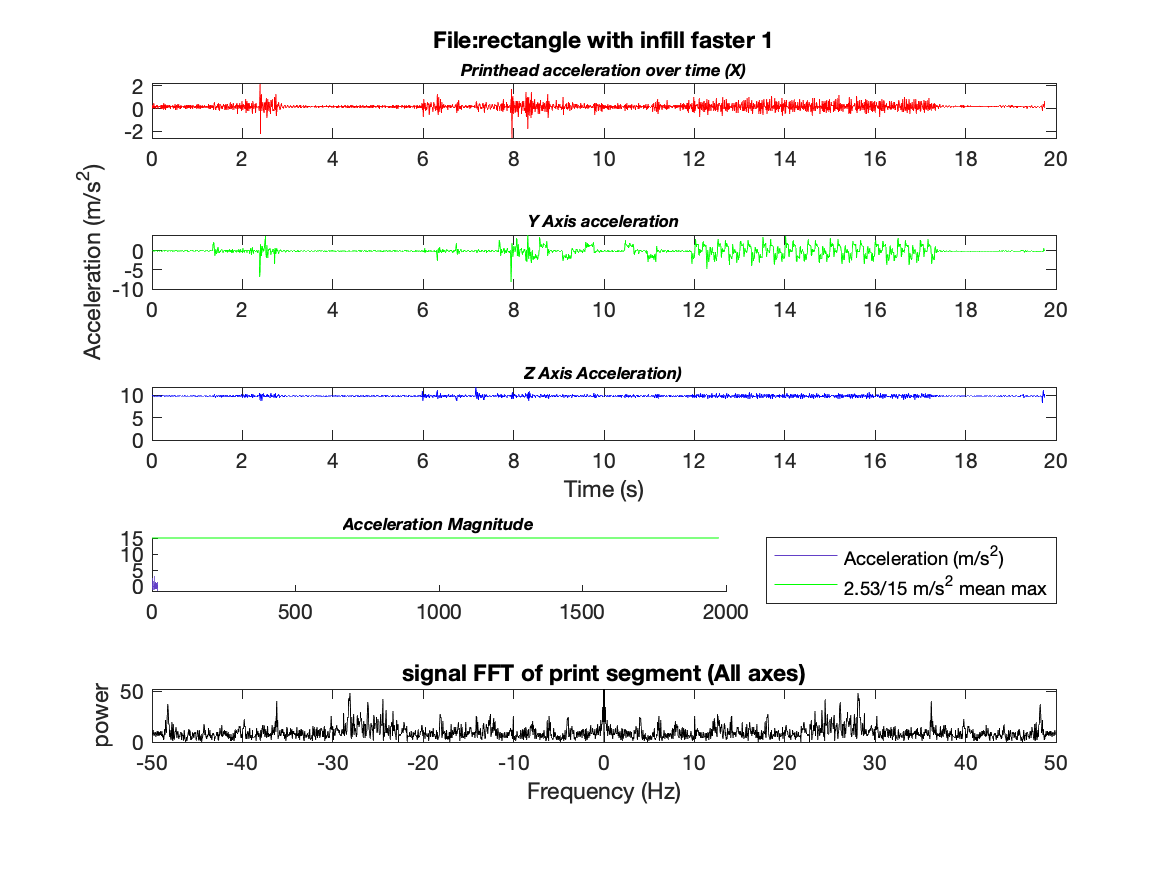 File:rectangle with infill faster 1
Printhead acceleration over time (X)
2
0
-2
0 2 4 6 8 10 12 14 16 18 20
Acceleration (m/s²)
Y Axis acceleration
0
-5
-10
0 2 4 6 8 10 12 14 16 18 20
Z Axis Acceleration)
10
5
0
0 2 4 6 8 10 12 14 16 18 20
Time (s)
Acceleration Magnitude
15
10
5
0
0 500 1000 1500 2000
Acceleration (m/s²)
2.53/15 m/s² mean max
signal FFT of print segment (All axes)
power
50
0
-50 -40 -30 -20 -10 0 10 20 30 40 50
Frequency (Hz)